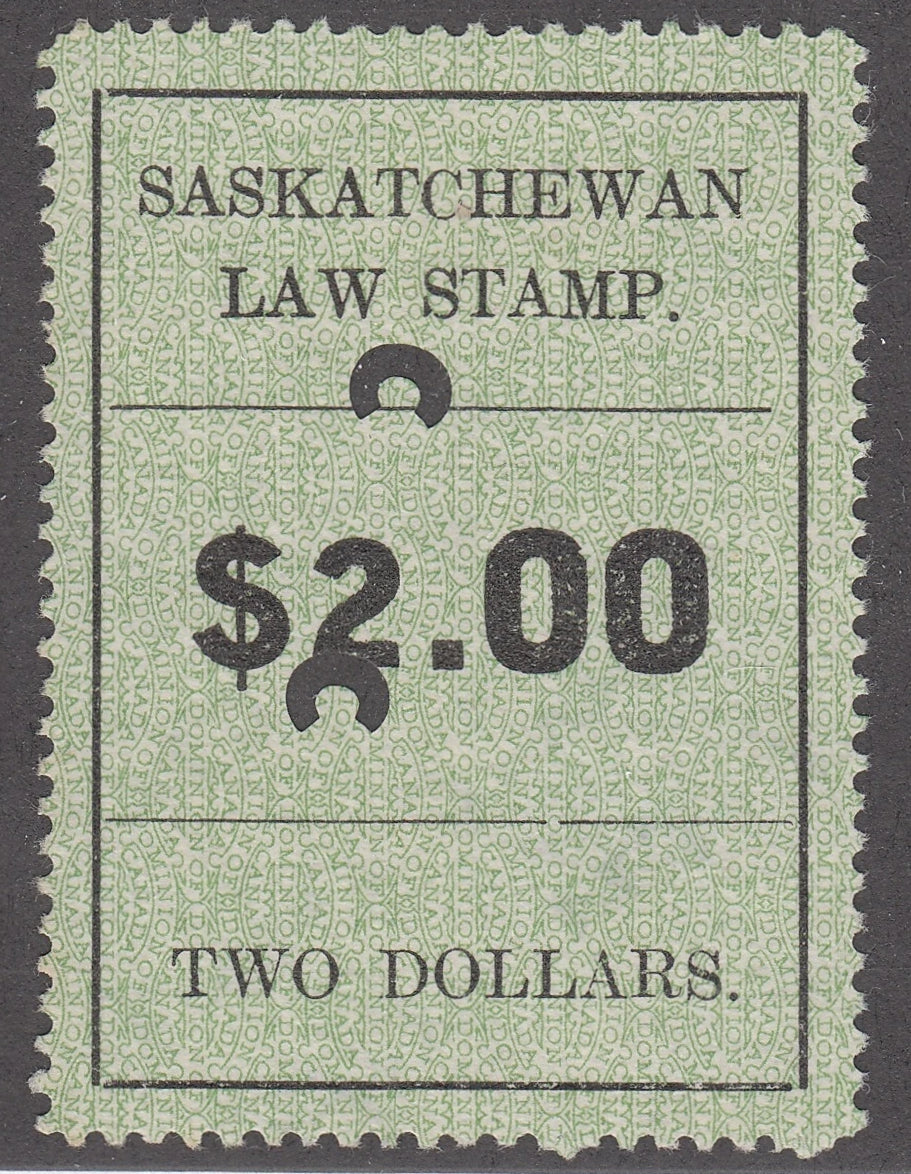 SASKATCHEWAN
LAW STAMP.
$2.00
TWO DOLLARS.